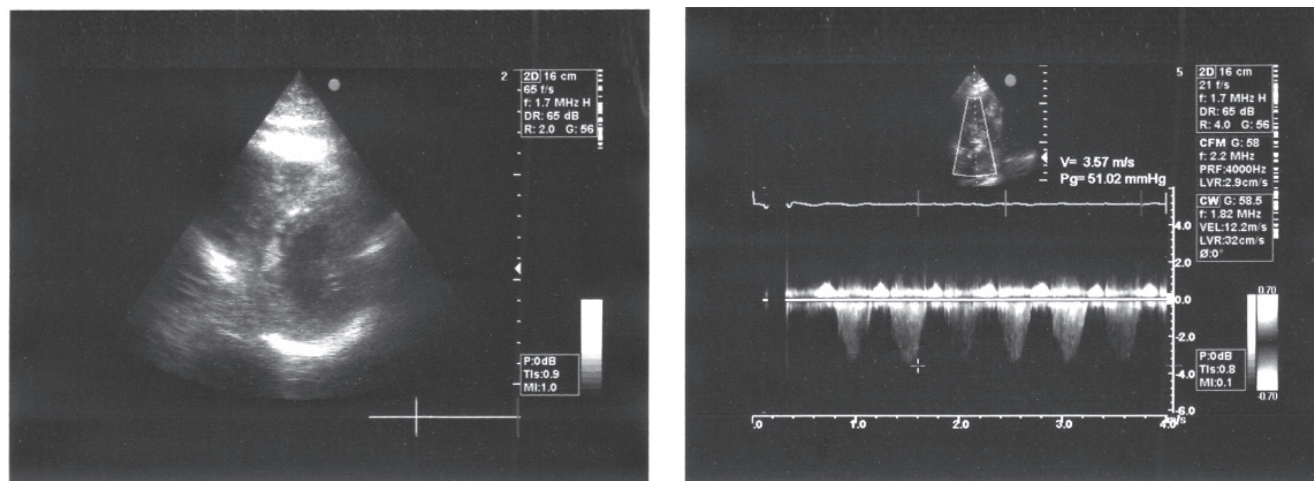 2
2D 16 cm
65 f/s
f: 1.7 MHz H
DR: 65 dB
R: 2.0 G: 56
P:0dB
TIs:0.9
MI:1.0
5
2D 16 cm
21 f/s
f: 1.7 MHz H
DR: 65 dB
R: 4.0 G: 56
CFM G: 58
f: 2.2 MHz
PRF:4000Hz
LVR:2.9cm/s
CW G: 58.5
f: 1.82 MHz
VEL:12.2m/s
LVR:32cm/s
Ø:0°
V= 3.57 m/s
Pg= 51.02 mmHg
4.0
2.0
0.0
-2.0
-4.0
-6.0
m/s
.0 1.0 2.0 3.0 4.0
0.70
-0.70
P:0dB
TIs:0.8
MI:0.1